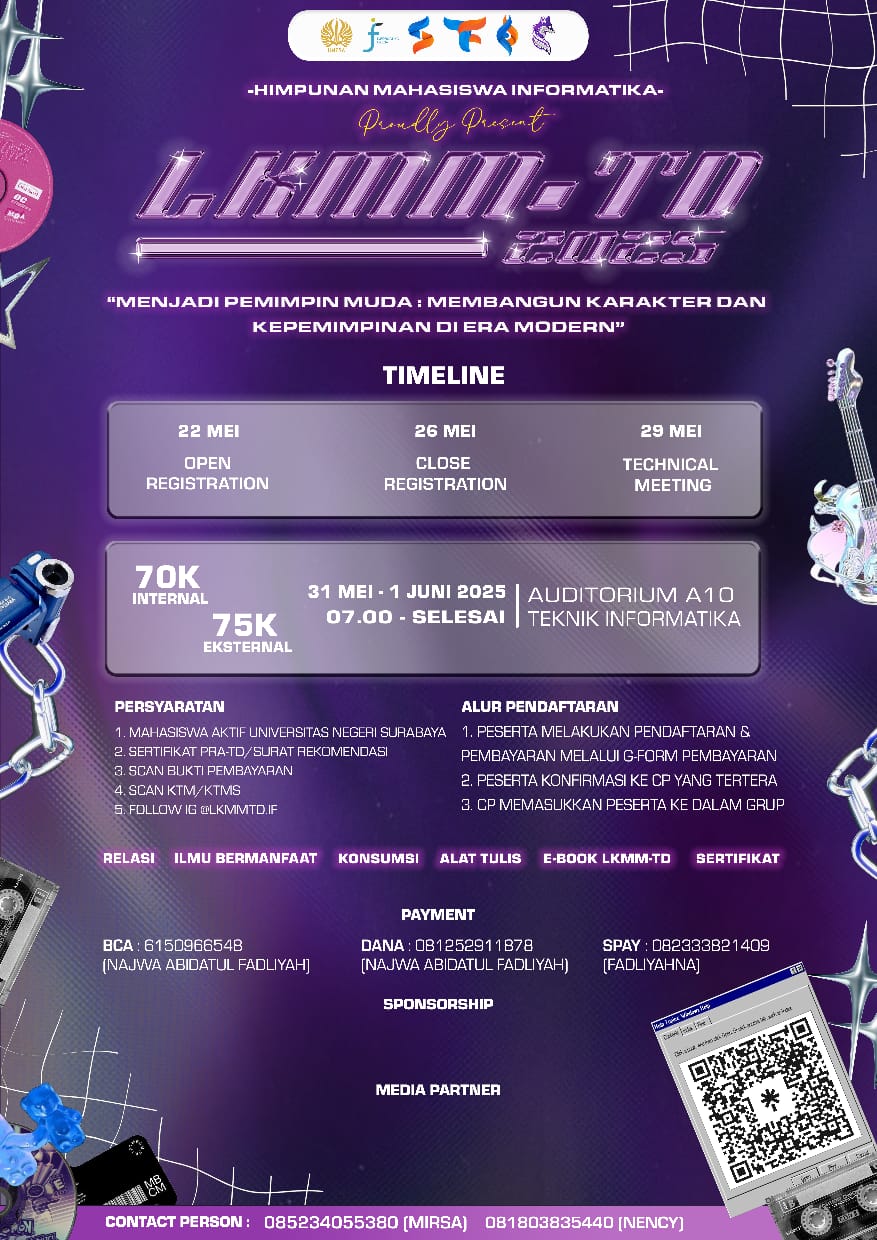 UNESA
-HIMPUNAN MAHASISWA INFORMATIKA-
Proudly Present
LKMM-TD
2025
“MENJADI PEMIMPIN MUDA : MEMBANGUN KARAKTER DAN
KEPEMIMPINAN DI ERA MODERN”
TIMELINE
22 MEI
OPEN
REGISTRATION
26 MEI
CLOSE
REGISTRATION
29 MEI
TECHNICAL
MEETING
70K
INTERNAL
75K
EKSTERNAL
31 MEI - 1 JUNI 2025
07.00 - SELESAI
AUDITORIUM A10
TEKNIK INFORMATIKA
PERSYARATAN
1. MAHASISWA AKTIF UNIVERSITAS NEGERI SURABAYA
2. SERTIFIKAT PRA-TD/SURAT REKOMENDASI
3. SCAN BUKTI PEMBAYARAN
4. SCAN KTM/KTMS
5. FOLLOW IG @LKMMTD.IF
ALUR PENDAFTARAN
1. PESERTA MELAKUKAN PENDAFTARAN &
PEMBAYARAN MELALUI G-FORM PEMBAYARAN
2. PESERTA KONFIRMASI KE CP YANG TERTERA
3. CP MEMASUKKAN PESERTA KE DALAM GRUP
RELASI ILMU BERMANFAAT KONSUMSI ALAT TULIS E-BOOK LKMM-TD SERTIFIKAT
PAYMENT
BCA : 6150966548
(NAJWA ABIDATUL FADLIYAH)
DANA : 081252911878
(NAJWA ABIDATUL FADLIYAH)
SPAY : 082333821409
(FADLIYAHNA)
SPONSORSHIP
MEDIA PARTNER
MB
CM
CONTACT PERSON : 085234055380 (MIRSA) 081803835440 (NENCY)